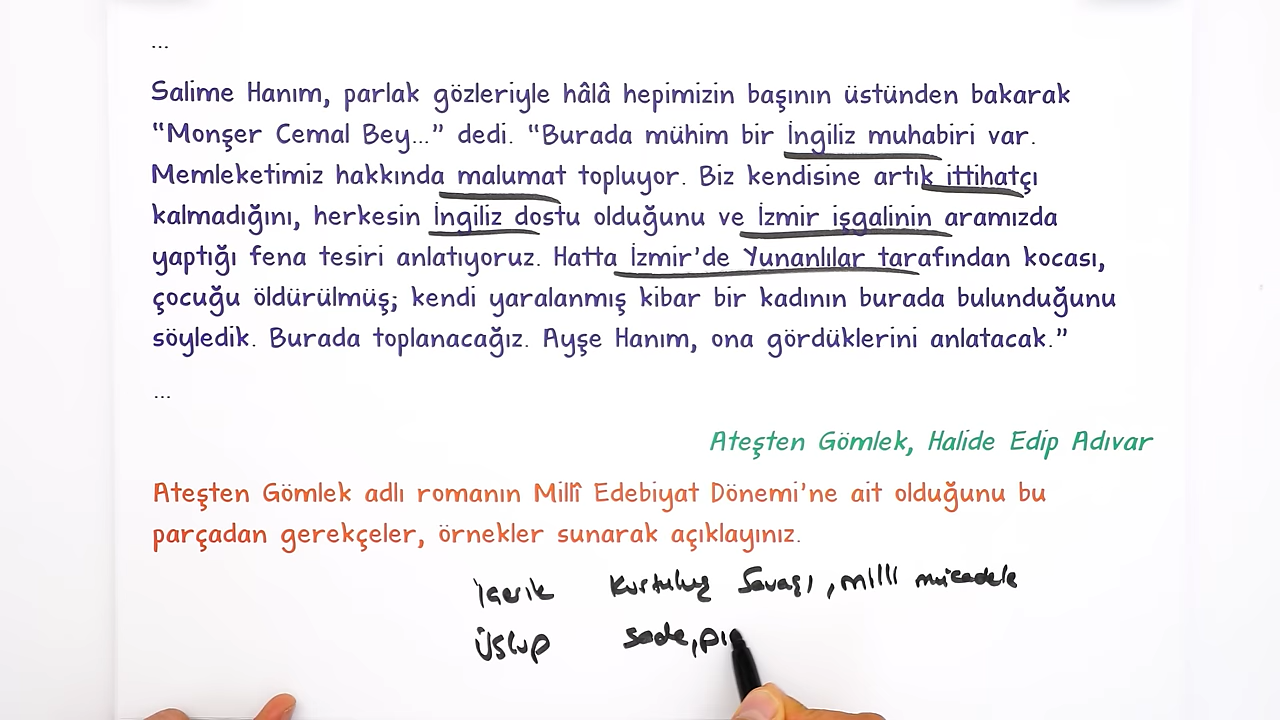 ...
Salime Hanım, parlak gözleriyle hâlâ hepimizin başının üstünden bakarak
“Monşer Cemal Bey...” dedi. “Burada mühim bir İngiliz muhabiri var.
Memleketimiz hakkında malumat topluyor. Biz kendisine artık ittihatçı
kalmadığını, herkesin İngiliz dostu olduğunu ve İzmir işgalinin aramızda
yaptığı fena tesiri anlatıyoruz. Hatta İzmir’de Yunanlılar tarafından kocası,
çocuğu öldürülmüş; kendi yaralanmış kibar bir kadının burada bulunduğunu
söyledik. Burada toplanacağız. Ayşe Hanım, ona gördüklerini anlatacak.”
...
Ateşten Gömlek, Halide Edip Adıvar
Ateşten Gömlek adlı romanın Millî Edebiyat Dönemi’ne ait olduğunu bu
parçadan gerekçeler, örnekler sunarak açıklayınız.
içerik Kurtuluş Savaşı, milli mücadele
Üslup sade,